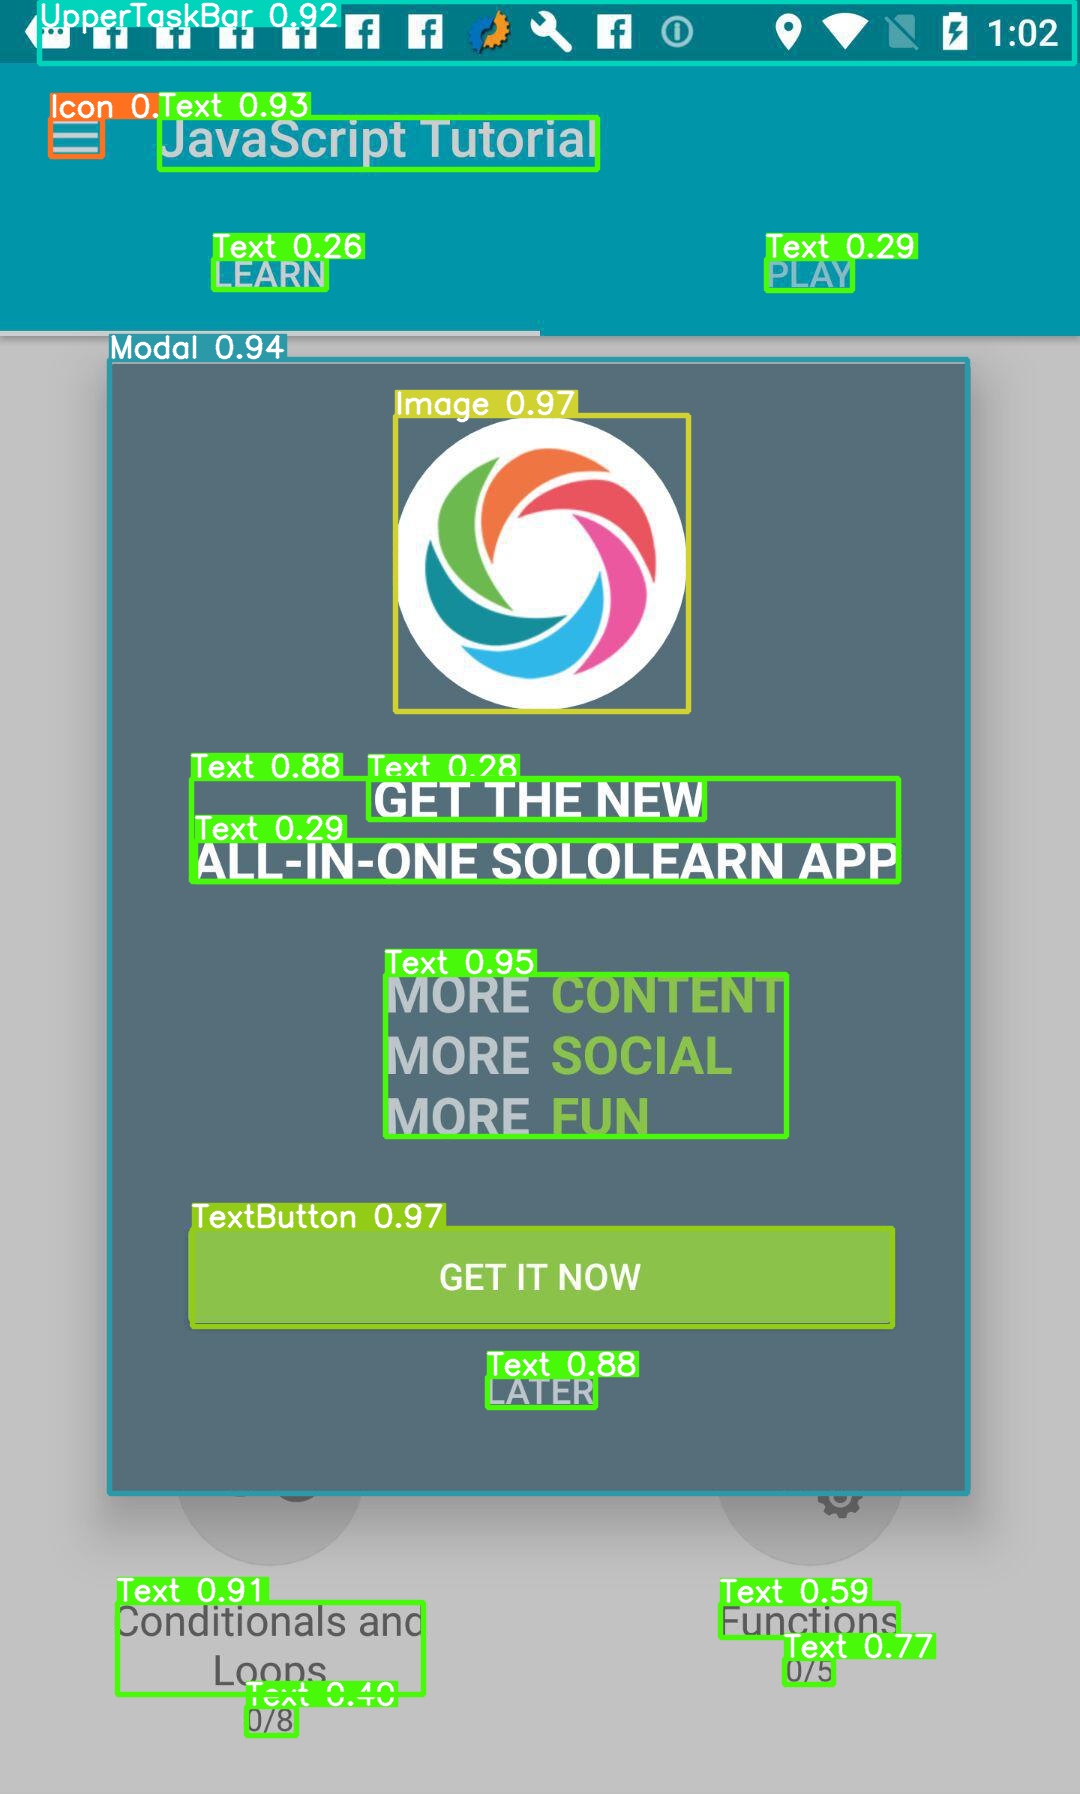 UpperTaskBar 0.92
1:02
Icon 0.
Text 0.93
JavaScript Tutorial
Text 0.26
Text 0.29
LEARN
PLAY
Modal 0.94
Image 0.97
Text 0.88
Text 0.28
GET THE NEW
Text 0.29
ALL-IN-ONE SOLOLEARN APP
Text 0.95
MORE CONTENT
MORE SOCIAL
MORE FUN
TextButton 0.97
GET IT NOW
Text 0.88
LATER
Text 0.91
Text 0.59
Conditionals and
Functions
Loops
Text 0.77
0/5
Text 0.40
0/8